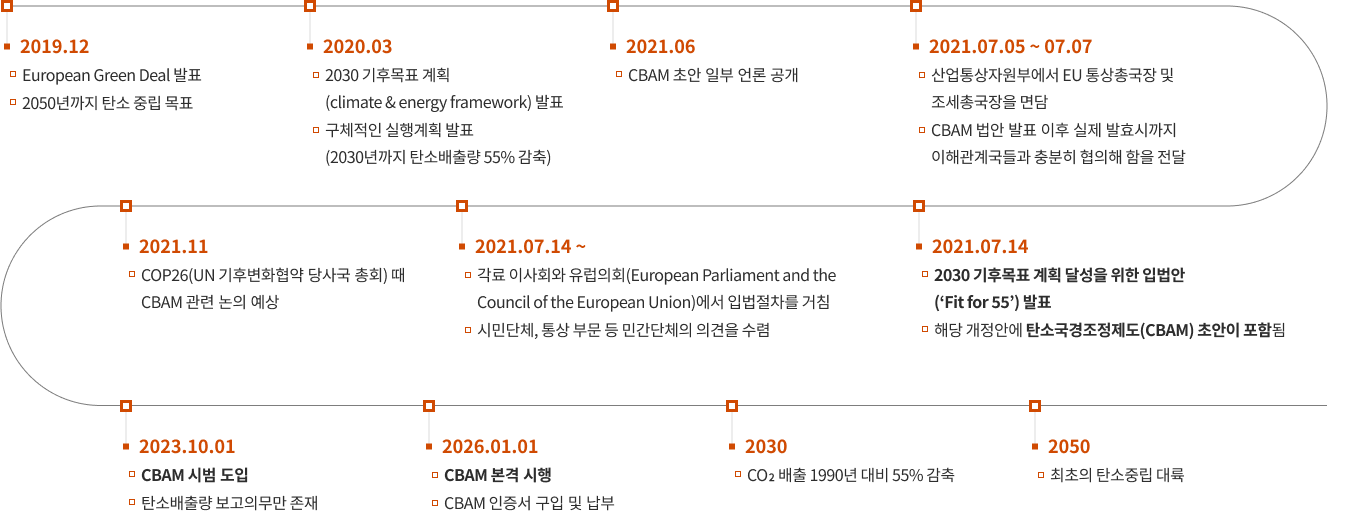 2019.12
European Green Deal 발표
2050년까지 탄소 중립 목표
2020.03
2030 기후목표 계획
(climate & energy framework) 발표
구체적인 실행계획 발표
(2030년까지 탄소배출량 55% 감축)
2021.06
CBAM 초안 일부 언론 공개
2021.07.05 ~ 07.07
산업통상자원부에서 EU 통상총국장 및
조세총국장을 면담
CBAM 법안 발표 이후 실제 발효시까지
이해관계국들과 충분히 협의해 함을 전달
2021.07.14
2030 기후목표 계획 달성을 위한 입법안
(‘Fit for 55’) 발표
해당 개정안에 탄소국경조정제도(CBAM) 초안이 포함됨
2021.07.14 ~
각료 이사회와 유럽의회(European Parliament and the
Council of the European Union)에서 입법절차를 거침
시민단체, 통상 부문 등 민간단체의 의견을 수렴
2021.11
COP26(UN 기후변화협약 당사국 총회) 때
CBAM 관련 논의 예상
2023.10.01
CBAM 시범 도입
탄소배출량 보고의무만 존재
2026.01.01
CBAM 본격 시행
CBAM 인증서 구입 및 납부
2030
CO₂ 배출 1990년 대비 55% 감축
2050
최초의 탄소중립 대륙